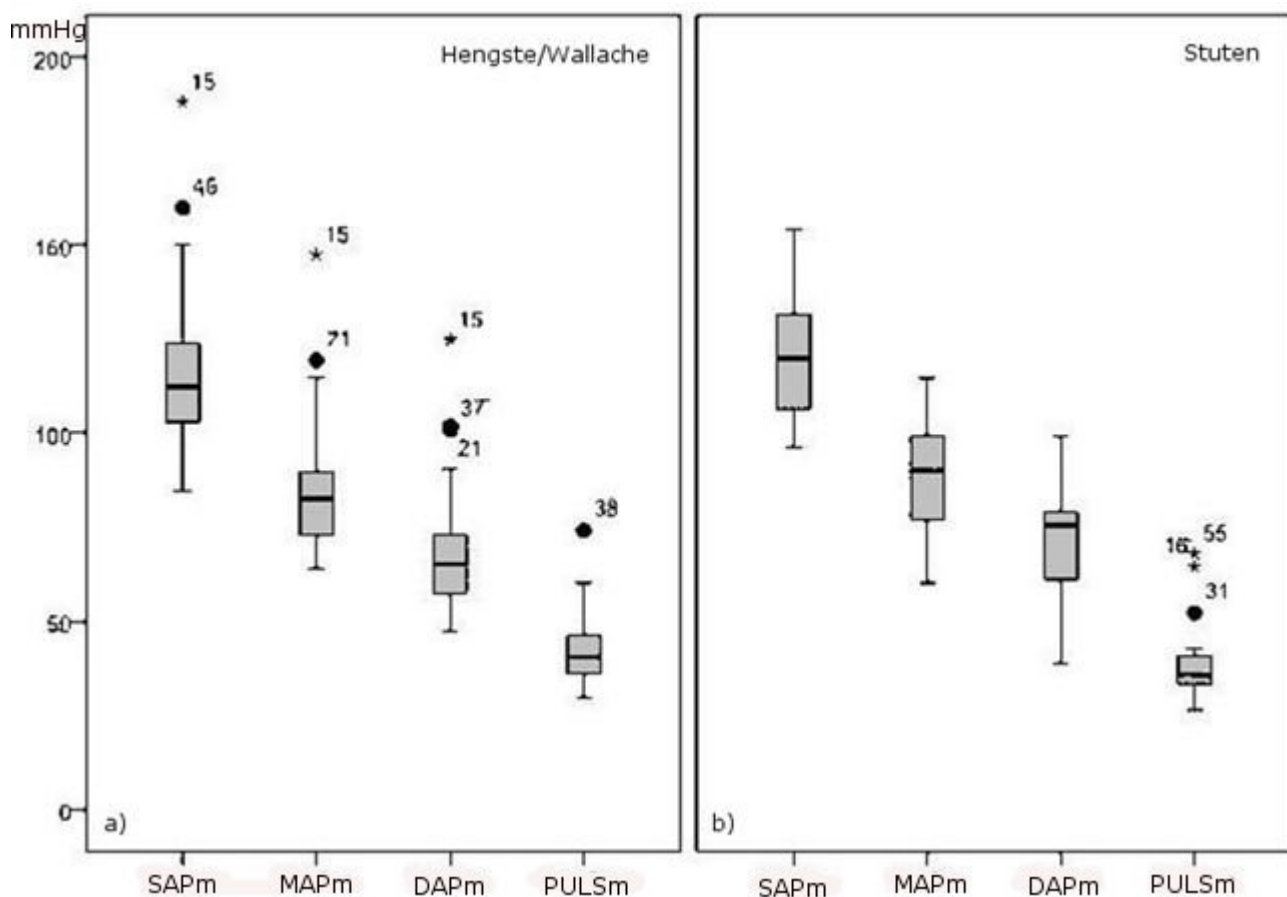 mmHg
Hengste/Wallache
Stuten
200
160
100
50
0
15
46
15
71
15
37
21
38
16 55
31
a)
b)
SAPm MAPm DAPm PULSm
SAPm MAPm DAPm PULSm